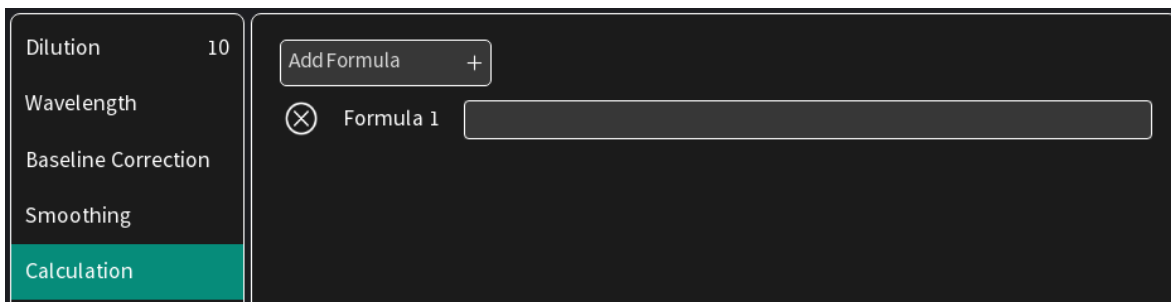 Dilution 10
Wavelength
Baseline Correction
Smoothing
Calculation
Add Formula +
Formula 1